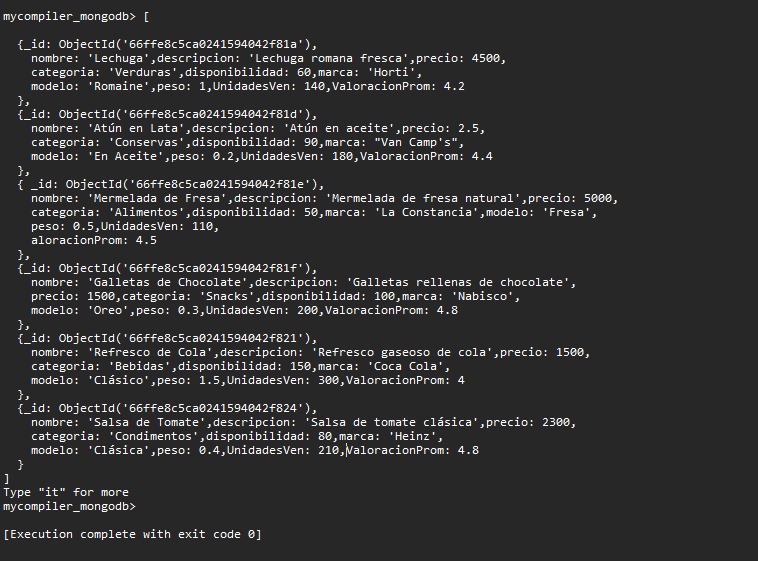 mycompiler_mongodb> [
{_id: ObjectId('66ffe8c5ca0241594042f81a'),
nombre: 'Lechuga',descripcion: 'Lechuga romana fresca',precio: 4500,
categoria: 'Verduras',disponibilidad: 60,marca: 'Horti',
modelo: 'Romaine',peso: 1,UnidadesVen: 140,ValoracionProm: 4.2
},
{_id: ObjectId('66ffe8c5ca0241594042f81d'),
nombre: 'Atún en Lata',descripcion: 'Atún en aceite',precio: 2.5,
categoria: 'Conservas',disponibilidad: 90,marca: "Van Camp's",
modelo: 'En Aceite',peso: 0.2,UnidadesVen: 180,ValoracionProm: 4.4
},
{ _id: ObjectId('66ffe8c5ca0241594042f81e'),
nombre: 'Mermelada de Fresa',descripcion: 'Mermelada de fresa natural',precio: 5000,
categoria: 'Alimentos',disponibilidad: 50,marca: 'La Constancia',modelo: 'Fresa',
peso: 0.5,UnidadesVen: 110,
aloracionProm: 4.5
},
{_id: ObjectId('66ffe8c5ca0241594042f81f'),
nombre: 'Galletas de Chocolate',descripcion: 'Galletas rellenas de chocolate',
precio: 1500,categoria: 'Snacks',disponibilidad: 100,marca: 'Nabisco',
modelo: 'Oreo',peso: 0.3,UnidadesVen: 200,ValoracionProm: 4.8
},
{_id: ObjectId('66ffe8c5ca0241594042f821'),
nombre: 'Refresco de Cola',descripcion: 'Refresco gaseoso de cola',precio: 1500,
categoria: 'Bebidas',disponibilidad: 150,marca: 'Coca Cola',
modelo: 'Clásico',peso: 1.5,UnidadesVen: 300,ValoracionProm: 4
},
{_id: ObjectId('66ffe8c5ca0241594042f824'),
nombre: 'Salsa de Tomate',descripcion: 'Salsa de tomate clásica',precio: 2300,
categoria: 'Condimentos',disponibilidad: 80,marca: 'Heinz',
modelo: 'Clásica',peso: 0.4,UnidadesVen: 210,ValoracionProm: 4.8
}
]
Type "it" for more
mycompiler_mongodb>
[Execution complete with exit code 0]